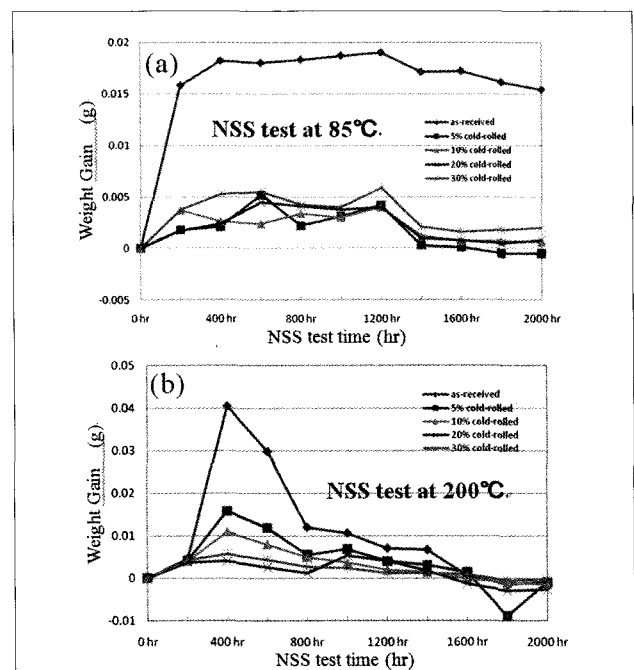 (a)
NSS test at 85℃.
Weight Gain (g)
0.02
0.015
0.01
0.005
0
-0.005
as-received
5% cold-rolled
10% cold-rolled
20% cold-rolled
30% cold-rolled
0 hr 400 hr 800 hr 1200 hr 1600 hr 2000 hr
NSS test time (hr)
(b)
NSS test at 200℃.
Weight Gain (g)
0.05
0.04
0.03
0.02
0.01
0
-0.01
as-received
5% cold-rolled
10% cold-rolled
20% cold-rolled
30% cold-rolled
0 hr 400 hr 800 hr 1200 hr 1600 hr 2000 hr
NSS test time (hr)